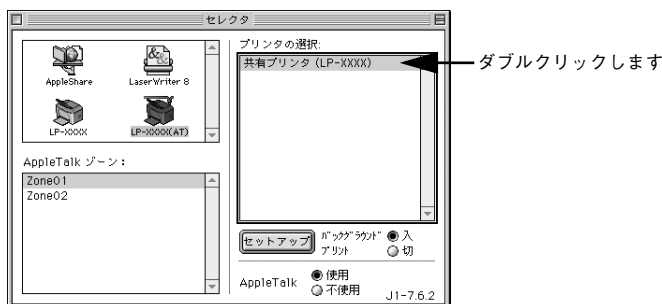 セレクタ
AppleShare
LaserWriter 8
LP-XXXX
LP-XXXX(AT)
AppleTalk ゾーン：
Zone01
Zone02
プリンタの選択:
共有プリンタ (LP-XXXX)
ダブルクリックします
セットアップ
バックグラウンド
プリント
入
切
AppleTalk
使用
不使用
J1-7.6.2